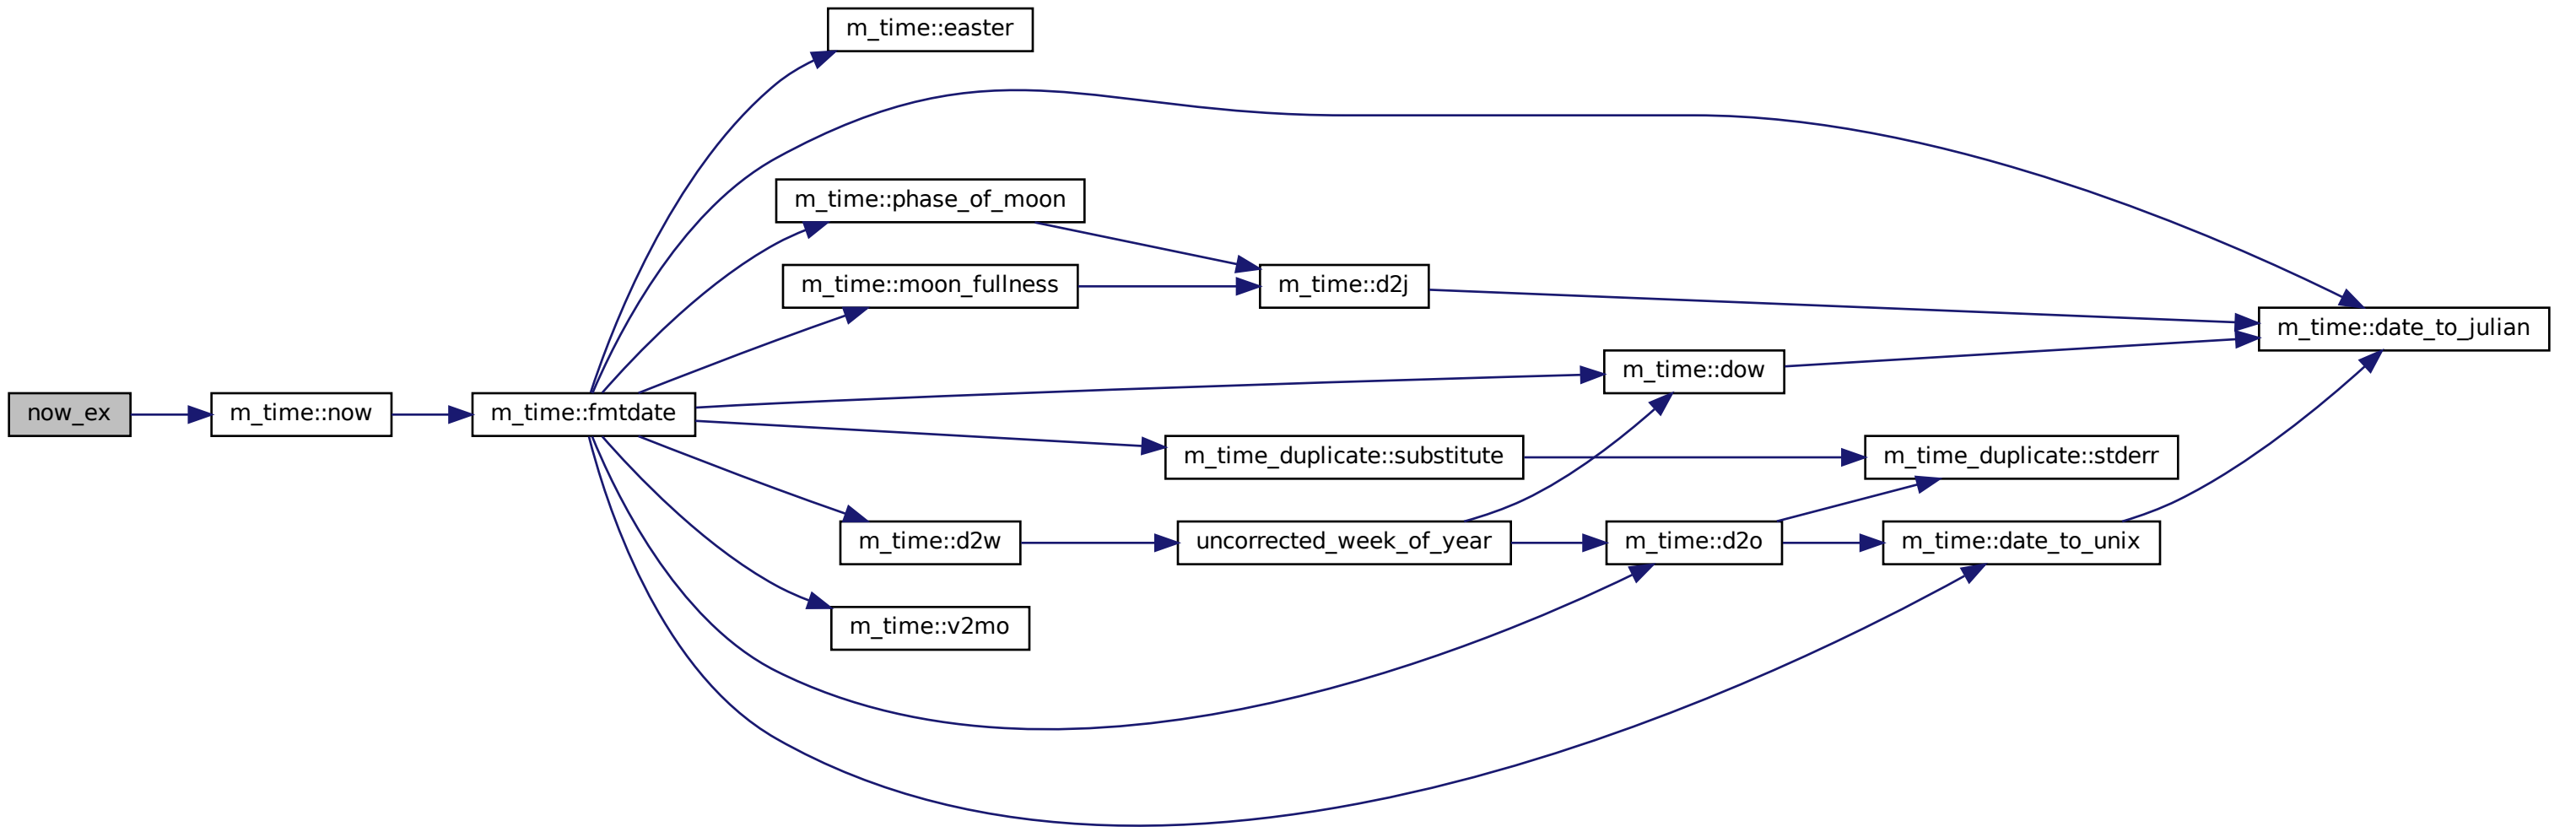 m_time::easter
m_time::phase_of_moon
m_time::moon_fullness
m_time::d2j
m_time::date_to_julian
m_time::dow
now_ex
m_time::now
m_time::fmtdate
m_time_duplicate::substitute
m_time_duplicate::stderr
m_time::d2w
uncorrected_week_of_year
m_time::d2o
m_time::date_to_unix
m_time::v2mo